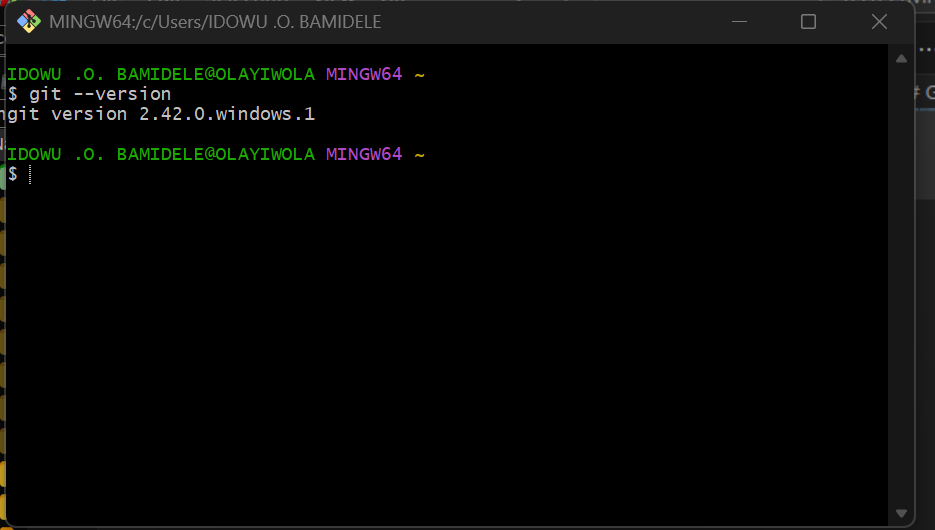 MINGW64:/c/Users/IDOWU .O. BAMIDELE
IDOWU .O. BAMIDELE@OLAYIWOLA MINGW64 ~
$ git --version
git version 2.42.0.windows.1
IDOWU .O. BAMIDELE@OLAYIWOLA MINGW64 ~
$